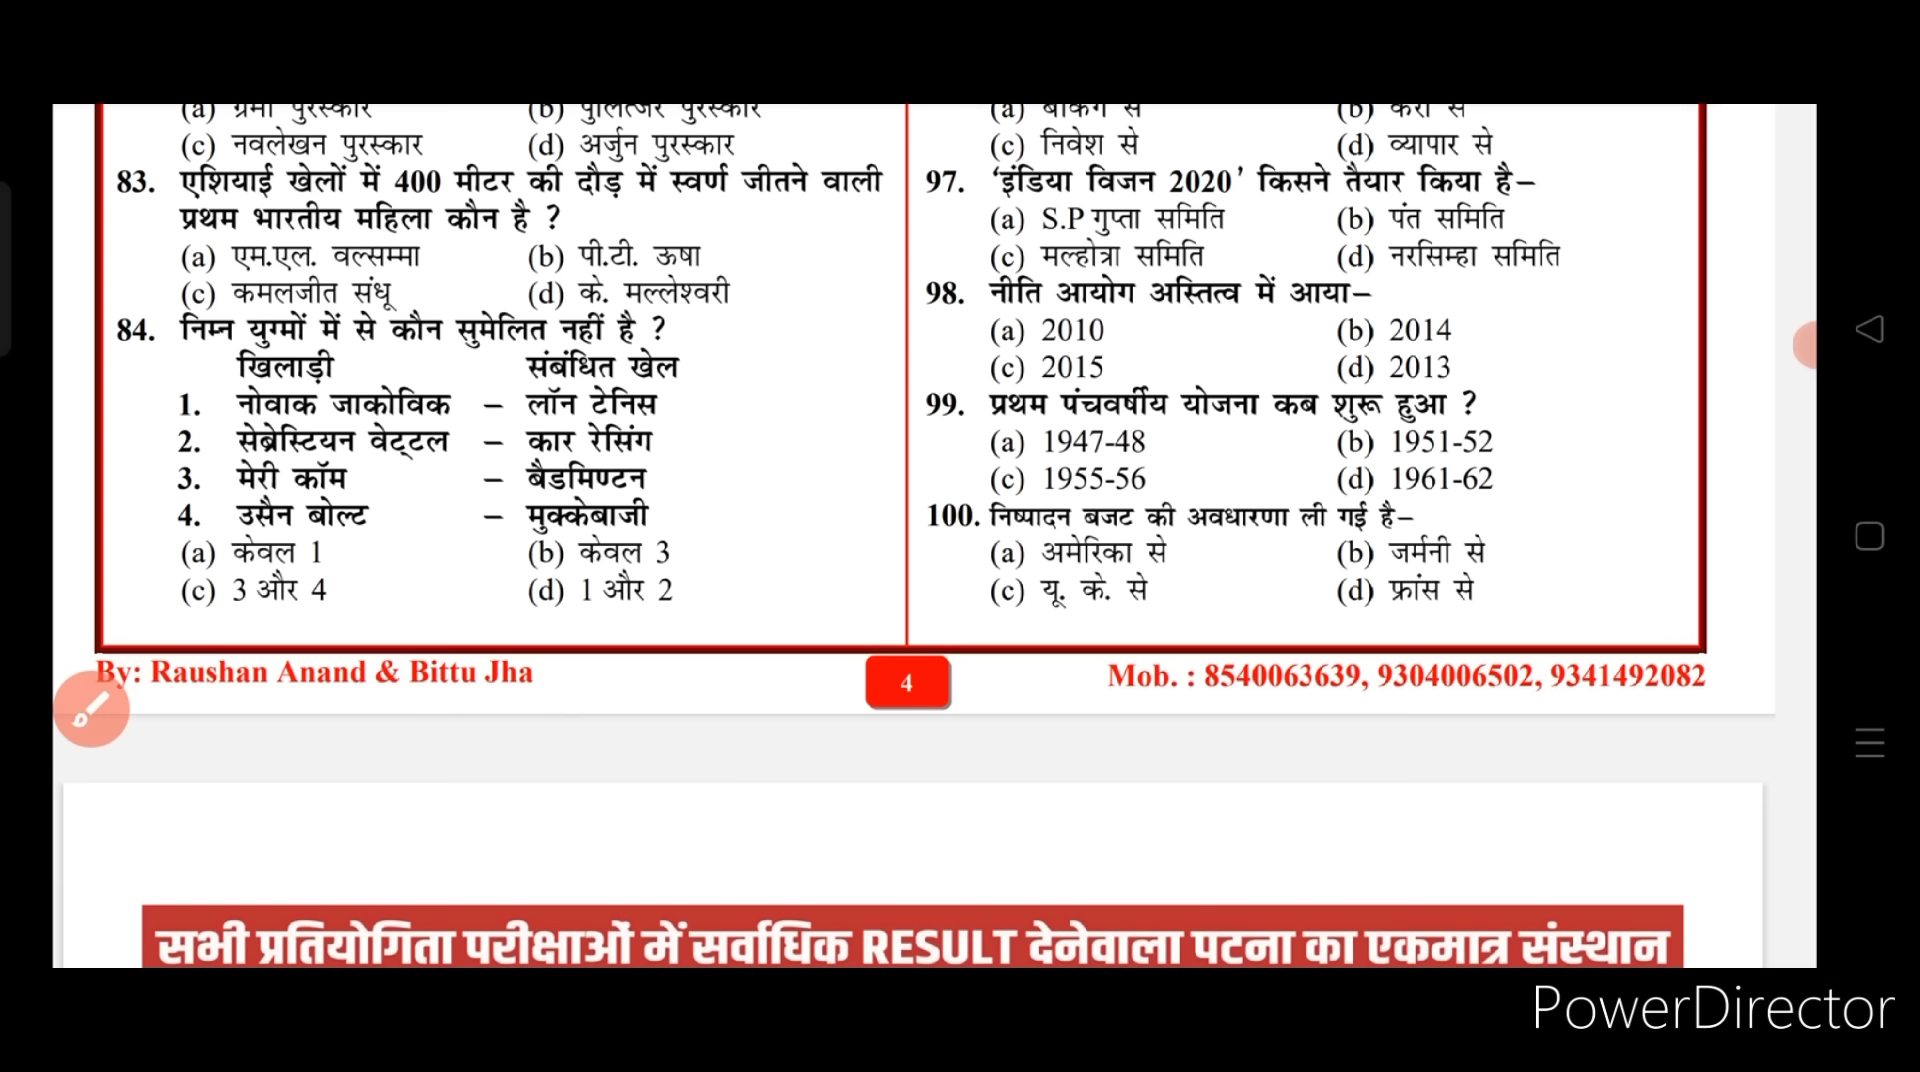 (a) ग्रेमी पुरस्कार (b) पुलित्जर पुरस्कार
(c) नवलेखन पुरस्कार (d) अर्जुन पुरस्कार
83. एशियाई खेलों में 400 मीटर की दौड़ में स्वर्ण जीतने वाली
प्रथम भारतीय महिला कौन है ?
(a) एम.एल. वल्सम्मा (b) पी.टी. ऊषा
(c) कमलजीत संधू (d) के. मल्लेश्वरी
84. निम्न युग्मों में से कौन सुमेलित नहीं है ?
खिलाड़ी संबंधित खेल
1. नोवाक जाकोविक – लॉन टेनिस
2. सेब्रेस्टियन वेट्टल – कार रेसिंग
3. मेरी कॉम – बैडमिण्टन
4. उसैन बोल्ट – मुक्केबाजी
(a) केवल 1 (b) केवल 3
(c) 3 और 4 (d) 1 और 2
(a) बैंकिंग से (b) करों से
(c) निवेश से (d) व्यापार से
97. ‘इंडिया विजन 2020’ किसने तैयार किया है–
(a) S.P गुप्ता समिति (b) पंत समिति
(c) मल्होत्रा समिति (d) नरसिम्हा समिति
98. नीति आयोग अस्तित्व में आया–
(a) 2010 (b) 2014
(c) 2015 (d) 2013
99. प्रथम पंचवर्षीय योजना कब शुरू हुआ ?
(a) 1947-48 (b) 1951-52
(c) 1955-56 (d) 1961-62
100. निष्पादन बजट की अवधारणा ली गई है–
(a) अमेरिका से (b) जर्मनी से
(c) यू. के. से (d) फ्रांस से
By: Raushan Anand & Bittu Jha 4 Mob. : 8540063639, 9304006502, 9341492082
सभी प्रतियोगिता परीक्षाओं में सर्वाधिक RESULT देनेवाला पटना का एकमात्र संस्थान
PowerDirector